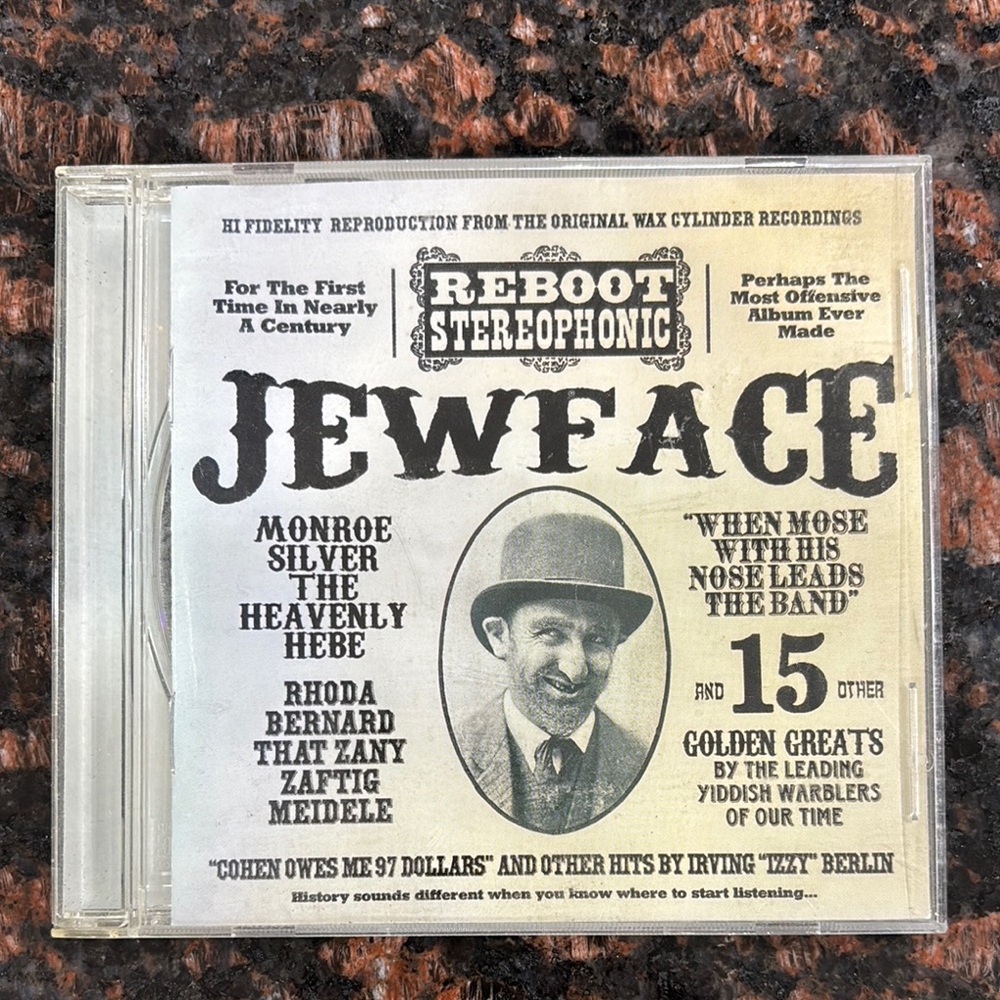 HI FIDELITY REPRODUCTION FROM THE ORIGINAL WAX CYLINDER RECORDINGS
For The First
Time In Nearly
A Century
REBOOT
STEREOPHONIC
Perhaps The
Most Offensive
Album Ever
Made
JEWFACE
MONROE
SILVER
THE
HEAVENLY
HEBE
RHODA
BERNARD
THAT ZANY
ZAFTIG
MEIDELE
"WHEN MOSE
WITH HIS
NOSE LEADS
THE BAND"
AND 15 OTHER
GOLDEN GREATS
BY THE LEADING
YIDDISH WARBLERS
OF OUR TIME
"COHEN OWES ME 97 DOLLARS" AND OTHER HITS BY IRVING "IZZY" BERLIN
History sounds different when you know where to start listening...